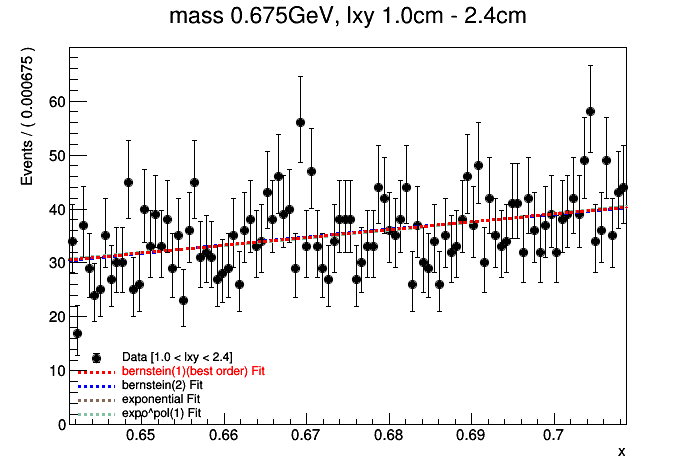 mass 0.675GeV, lxy 1.0cm - 2.4cm
Events / ( 0.000675 )
60
50
40
30
20
10
0
Data [1.0 < lxy < 2.4]
bernstein(1)(best order) Fit
bernstein(2) Fit
exponential Fit
expo^pol(1) Fit
0.65 0.66 0.67 0.68 0.69 0.7
x